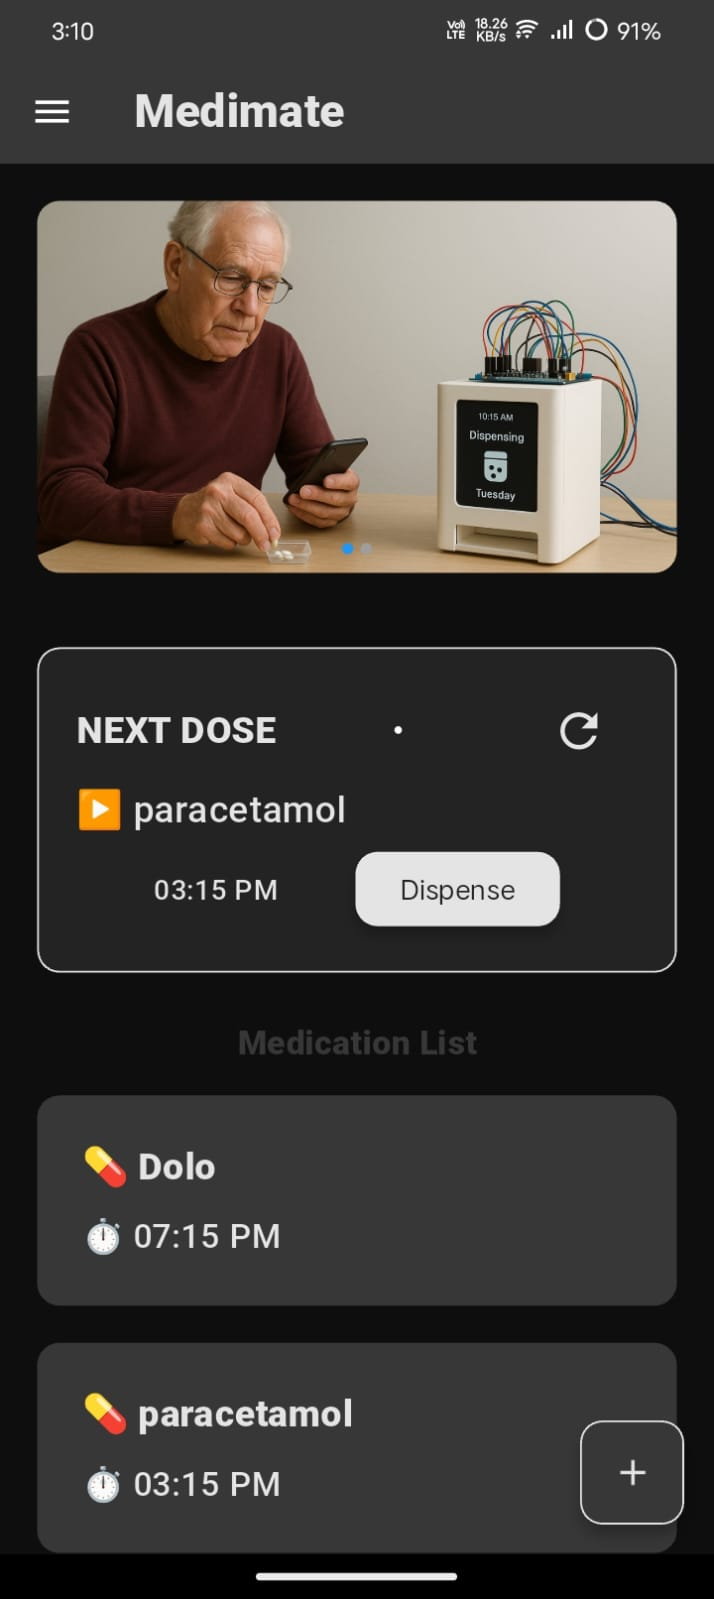 3:10 Vo) LTE 18.26 KB/s 91%
Medimate
10:15 AM
Dispensing
Tuesday
NEXT DOSE
paracetamol
03:15 PM Dispense
Medication List
Dolo
07:15 PM
paracetamol
03:15 PM
+